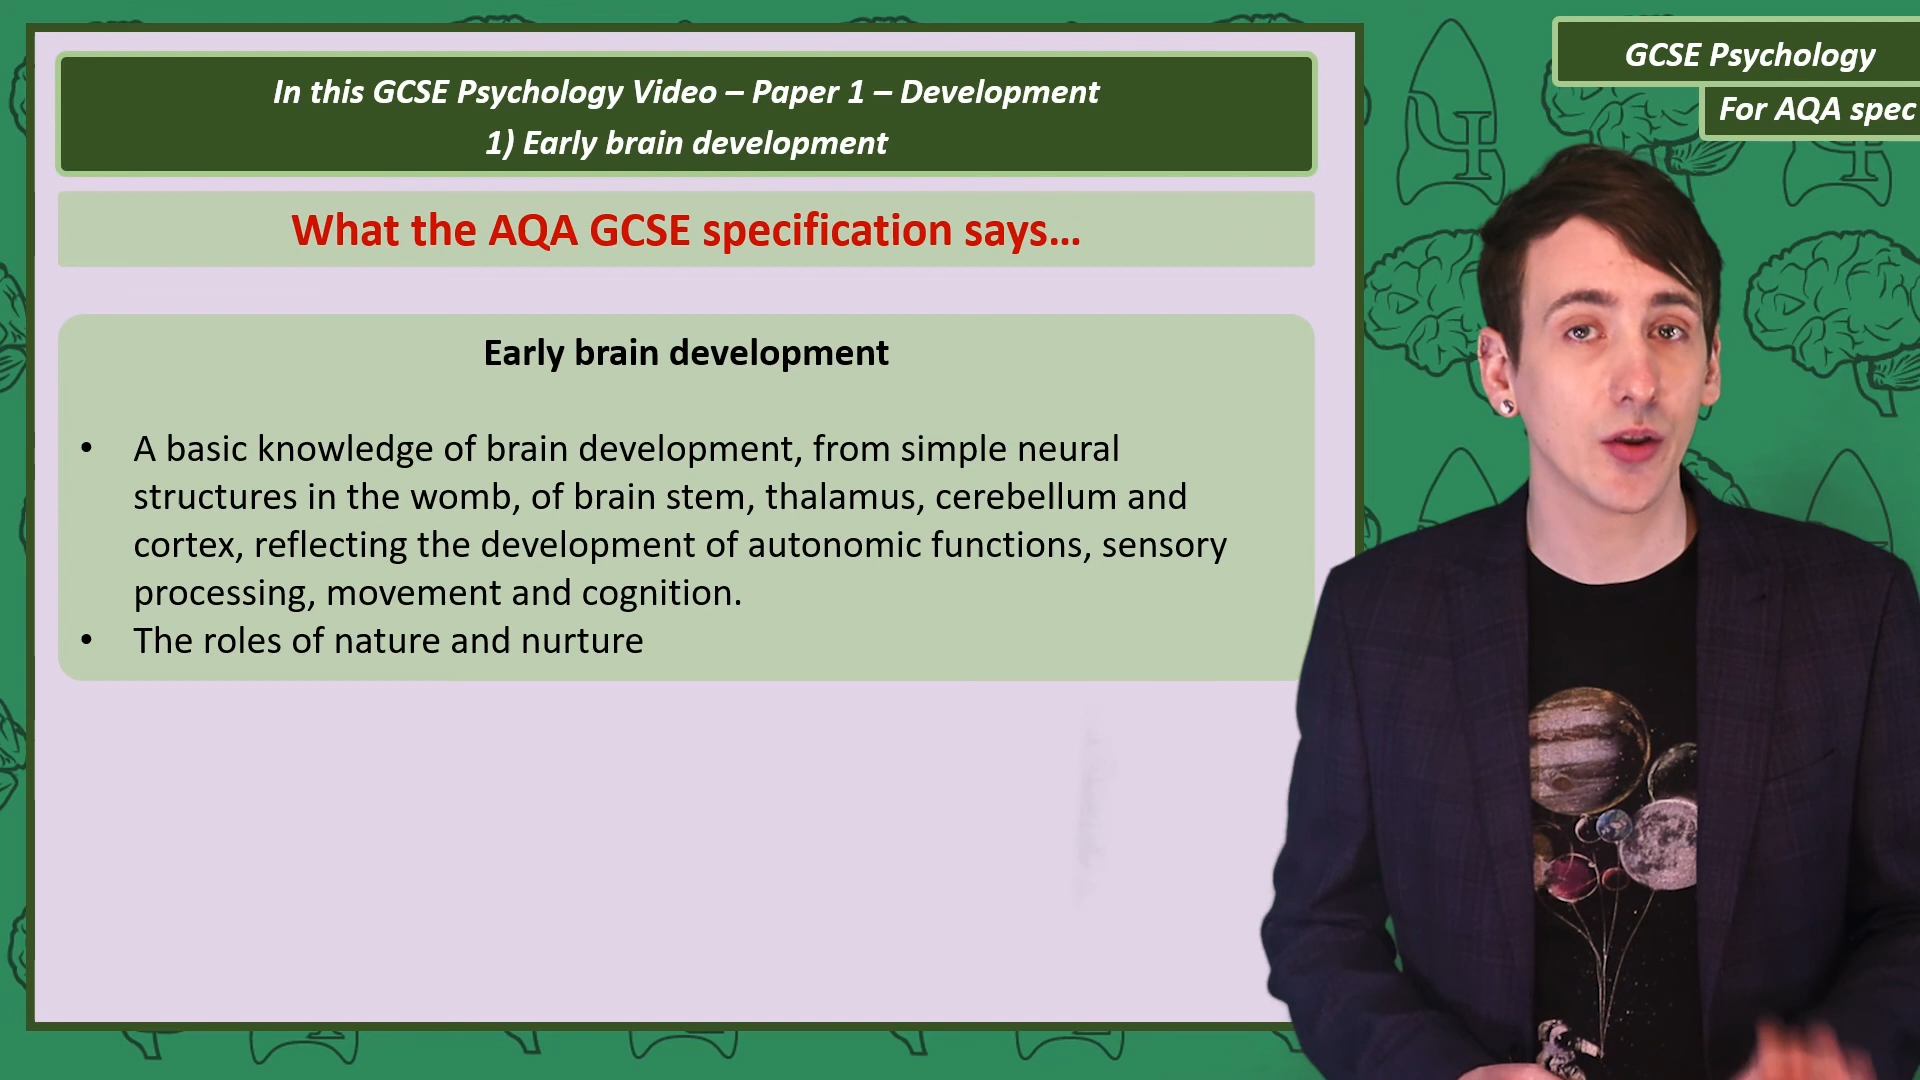 In this GCSE Psychology Video – Paper 1 – Development
1) Early brain development
What the AQA GCSE specification says...
Early brain development
• A basic knowledge of brain development, from simple neural
structures in the womb, of brain stem, thalamus, cerebellum and
cortex, reflecting the development of autonomic functions, sensory
processing, movement and cognition.
• The roles of nature and nurture
GCSE Psychology
For AQA spec